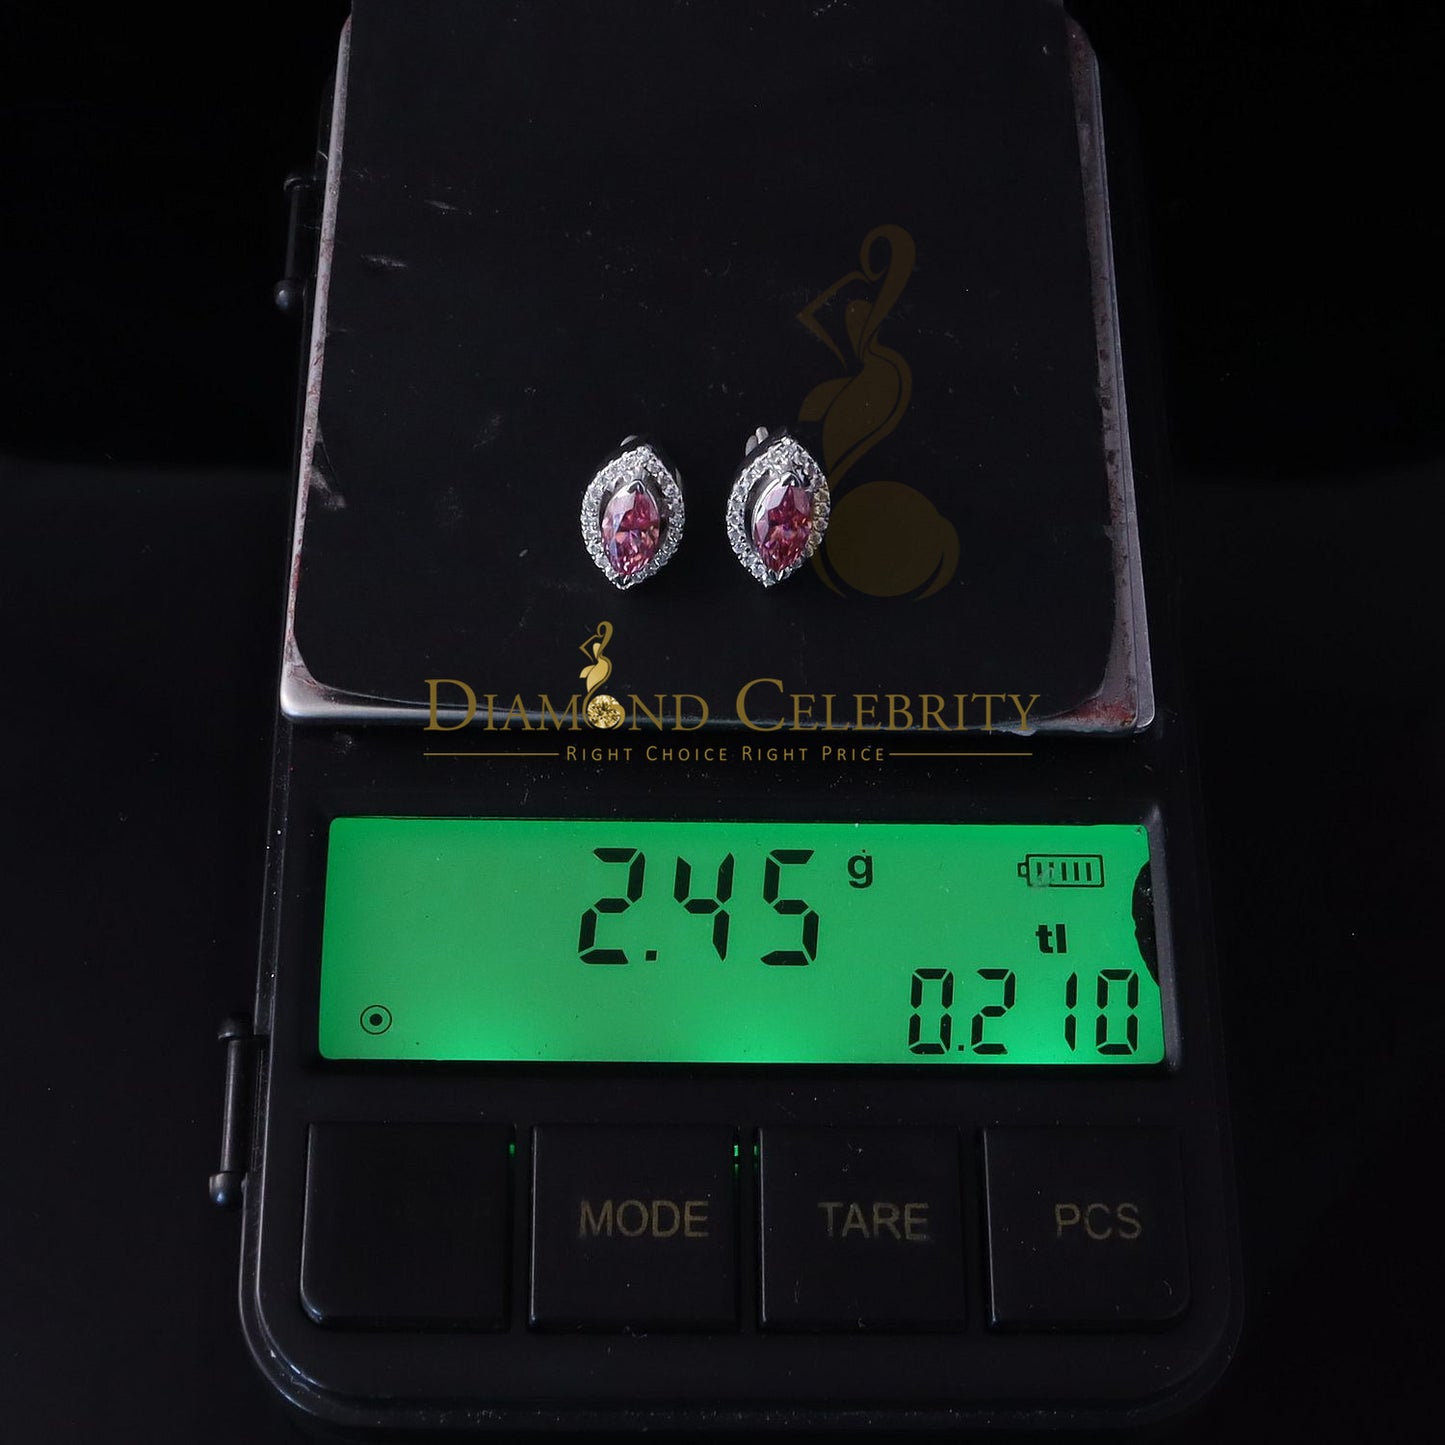 DIAMOND CELEBRITY
RIGHT CHOICE RIGHT PRICE
2.45 g
tl
0.210
MODE TARE PCS